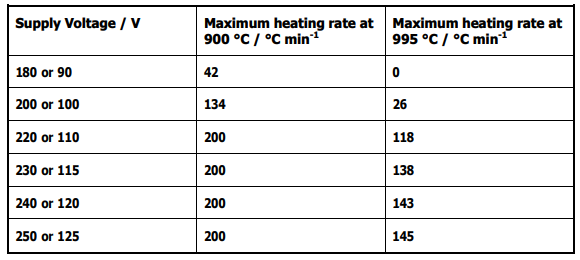 Supply Voltage / V
Maximum heating rate at
900 °C / °C min⁻¹
Maximum heating rate at
995 °C / °C min⁻¹
180 or 90
42
0
200 or 100
134
26
220 or 110
200
118
230 or 115
200
138
240 or 120
200
143
250 or 125
200
145